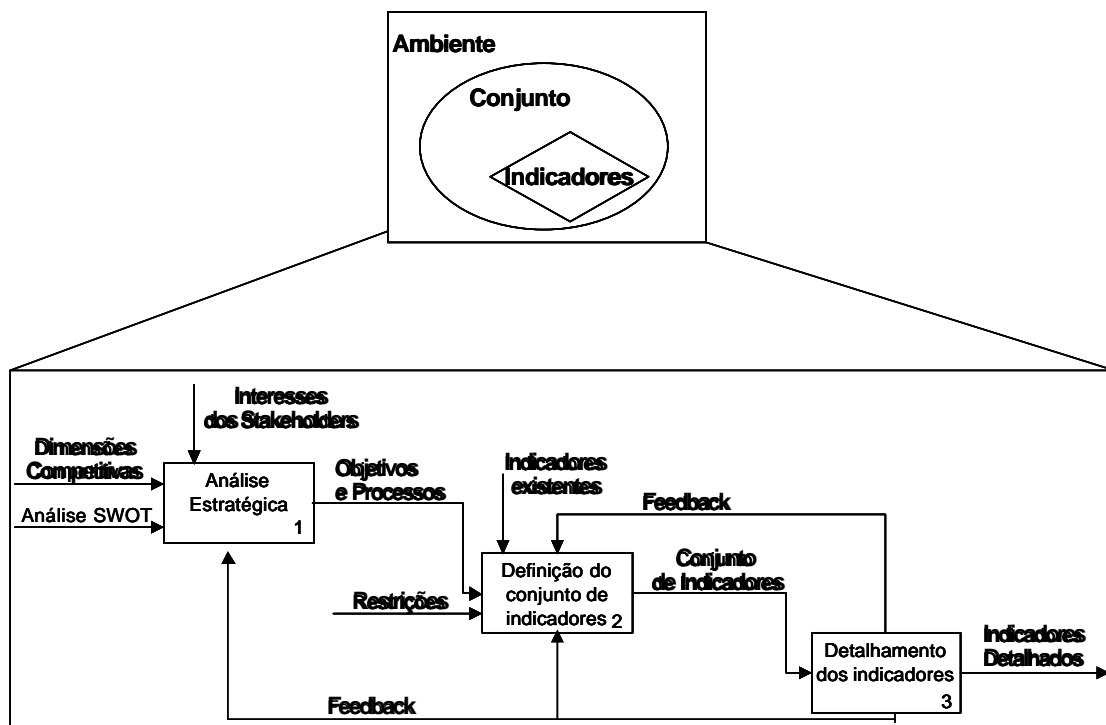 Ambiente
Conjunto
Indicadores
Interesses
dos Stakeholders
Dimensões
Competitivas
Análise SWOT
Análise
Estratégica
1
Objetivos
e Processos
Indicadores
existentes
Feedback
Restrições
Definição do
conjunto de
indicadores 2
Conjunto
de Indicadores
Detalhamento
dos indicadores
3
Indicadores
Detalhados
Feedback